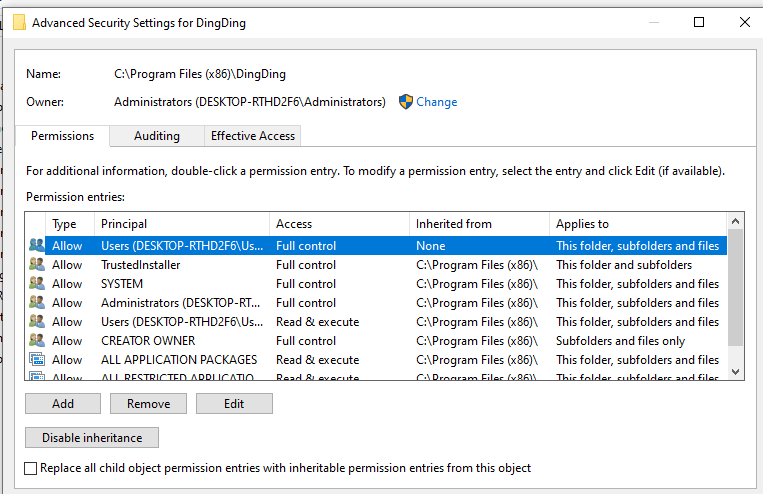 Advanced Security Settings for DingDing
Name: C:\Program Files (x86)\DingDing
Owner: Administrators (DESKTOP-RTHD2F6\Administrators) Change
Permissions Auditing Effective Access
For additional information, double-click a permission entry. To modify a permission entry, select the entry and click Edit (if available).
Permission entries:
Type Principal Access Inherited from Applies to
Allow Users (DESKTOP-RTHD2F6\Us... Full control None This folder, subfolders and files
Allow TrustedInstaller Full control C:\Program Files (x86)\ This folder and subfolders
Allow SYSTEM Full control C:\Program Files (x86)\ This folder, subfolders and files
Allow Administrators (DESKTOP-RT... Full control C:\Program Files (x86)\ This folder, subfolders and files
Allow Users (DESKTOP-RTHD2F6\Us... Read & execute C:\Program Files (x86)\ This folder, subfolders and files
Allow CREATOR OWNER Full control C:\Program Files (x86)\ Subfolders and files only
Allow ALL APPLICATION PACKAGES Read & execute C:\Program Files (x86)\ This folder, subfolders and files
Allow ALL RESTRICTED APPLICATIO... Read & execute C:\Program Files (x86)\ This folder, subfolders and files
Add Remove Edit
Disable inheritance
Replace all child object permission entries with inheritable permission entries from this object